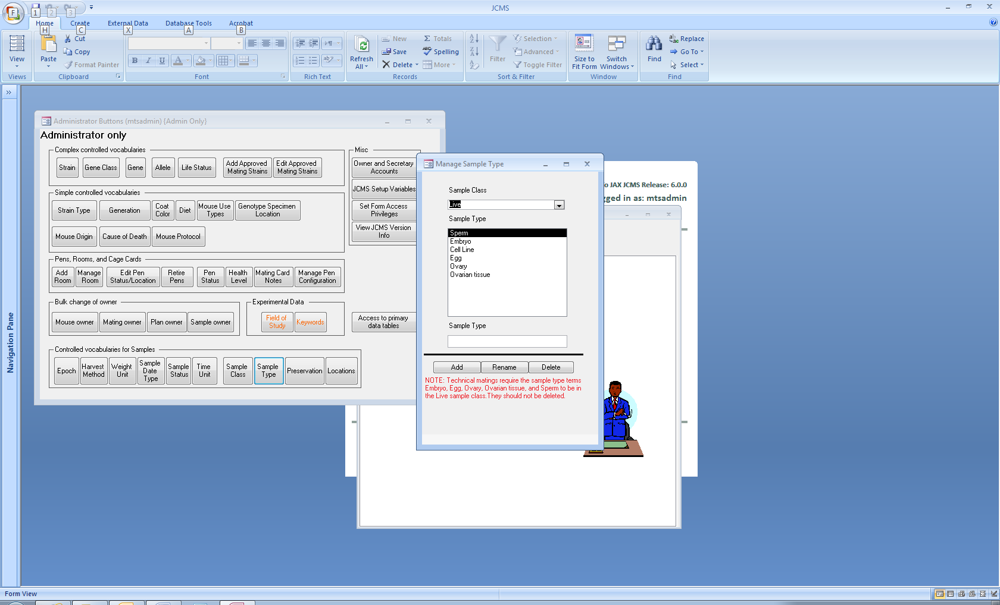 JCMS
F
1
2
3
Home
Create
External Data
Database Tools
Acrobat
H
C
X
A
B
View
Views
Paste
Cut
Copy
Format Painter
Clipboard
B I U A
Font
Rich Text
Refresh
All
New
Save
Delete
Totals
Spelling
More
Records
Filter
Selection
Advanced
Toggle Filter
Sort & Filter
Size to
Fit Form
Switch
Windows
Window
Find
Replace
Go To
Select
Find
Navigation Pane
Administrator Buttons (mtsadmin) {Admin Only}
Administrator only
Complex controlled vocabularies
Strain
Gene Class
Gene
Allele
Life Status
Add Approved
Mating Strains
Edit Approved
Mating Strains
Simple controlled vocabularies
Strain Type
Generation
Coat
Color
Diet
Mouse Use
Types
Genotype Specimen
Location
Mouse Origin
Cause of Death
Mouse Protocol
Pens, Rooms, and Cage Cards
Add
Room
Manage
Room
Edit Pen
Status/Location
Retire
Pens
Pen
Status
Health
Level
Mating Card
Notes
Manage Pen
Configuration
Bulk change of owner
Mouse owner
Mating owner
Plan owner
Sample owner
Experimental Data
Field of
Study
Keywords
Controlled vocabularies for Samples
Epoch
Harvest
Method
Weight
Unit
Sample
Date
Type
Sample
Status
Time
Unit
Sample
Class
Sample
Type
Preservation
Locations
Misc
Owner and Secretary
Accounts
JCMS Setup Variables
Set Form Access
Privileges
View JCMS Version
Info
Access to primary
data tables
Manage Sample Type
Sample Class
Live
Sample Type
Sperm
Embryo
Cell Line
Egg
Ovary
Ovarian tissue
Sample Type
Add
Rename
Delete
NOTE: Technical matings require the sample type terms
Embryo, Egg, Ovary, Ovarian tissue, and Sperm to be in
the Live sample class. They should not be deleted.
o JAX JCMS Release: 6.0.0
gged in as: mtsadmin
Form View